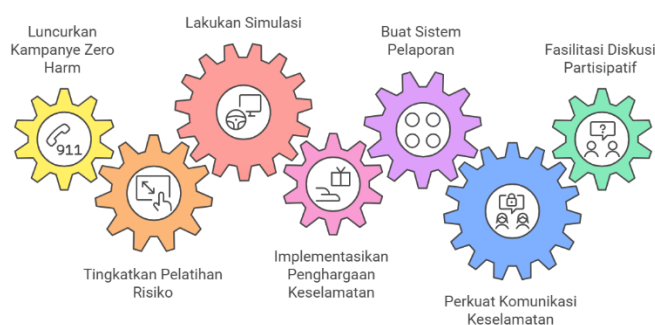 Luncurkan
Kampanye Zero
Harm
911
Tingkatkan Pelatihan
Risiko
Lakukan Simulasi
Implementasikan
Penghargaan
Keselamatan
Buat Sistem
Pelaporan
Perkuat Komunikasi
Keselamatan
Fasilitasi Diskusi
Partisipatif
?